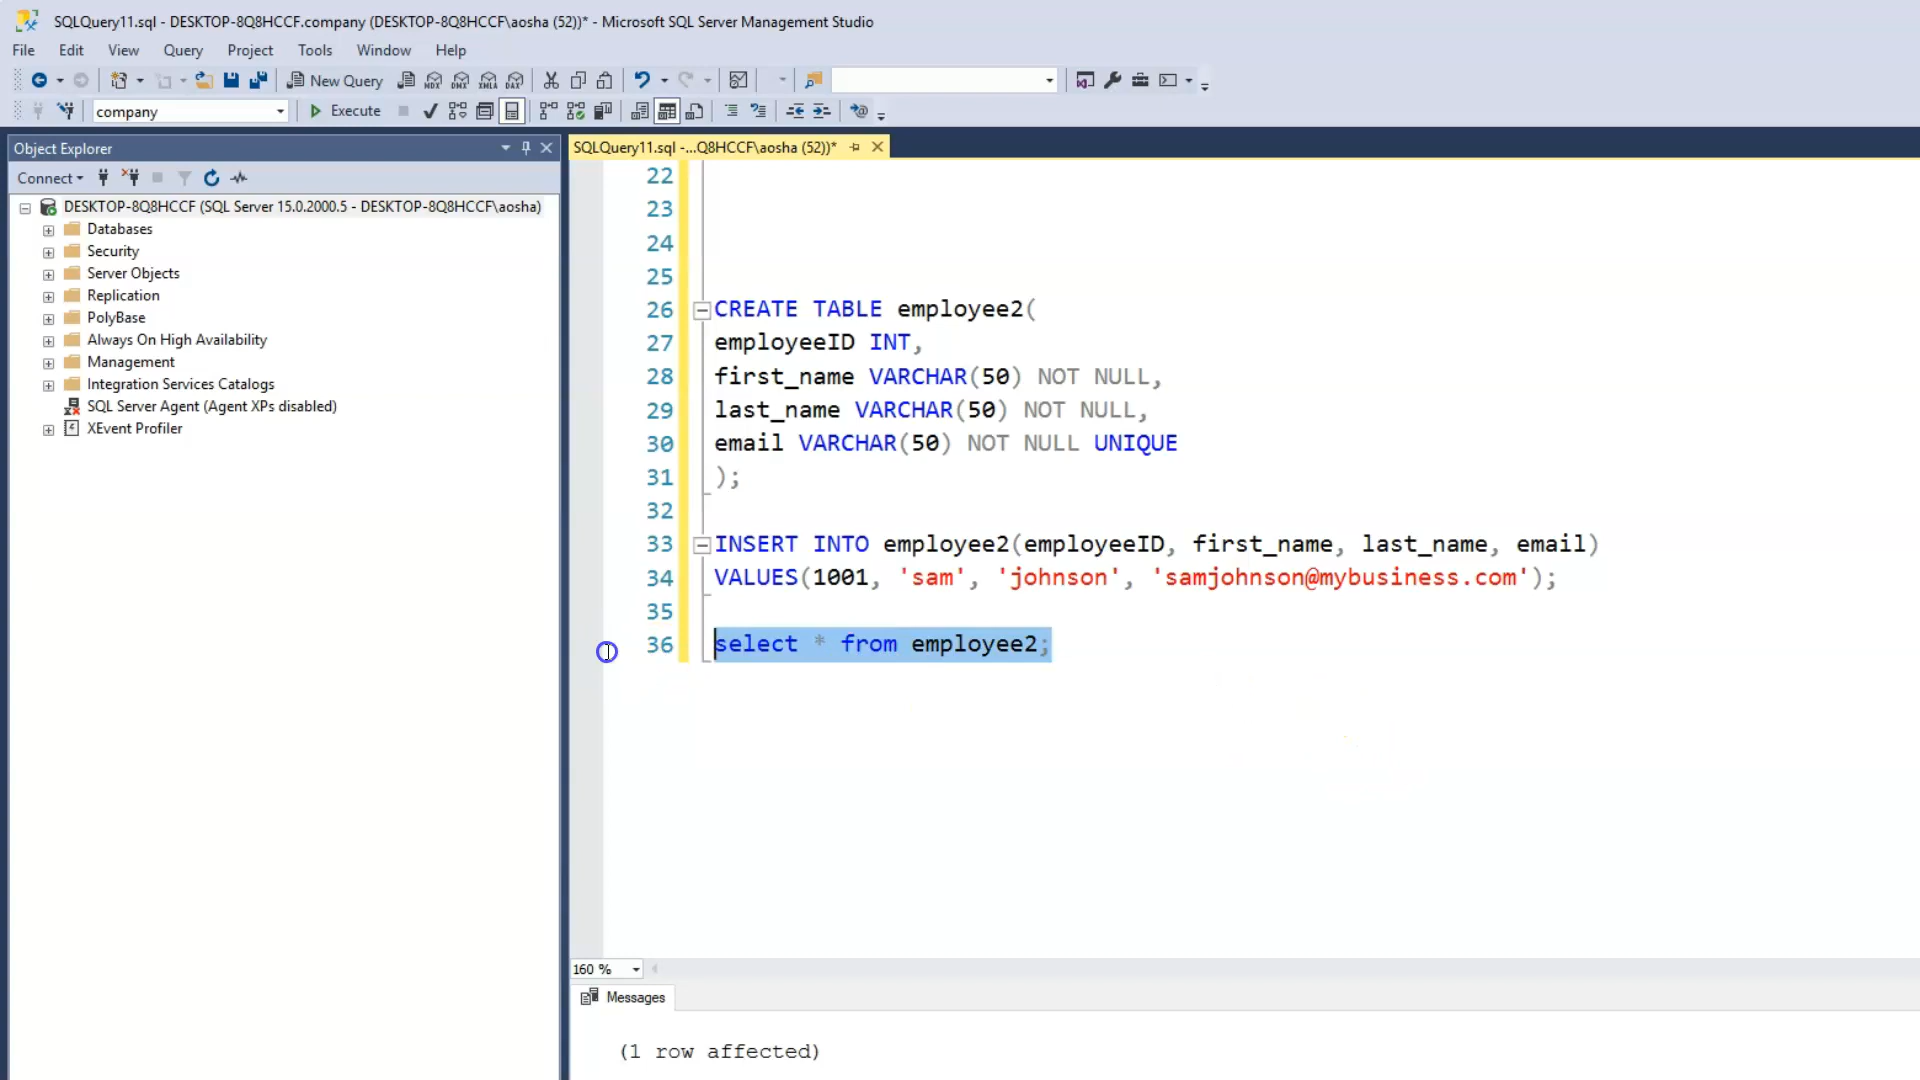 SQLQuery11.sql - DESKTOP-8Q8HCCF.company (DESKTOP-8Q8HCCF\aosha (52))* - Microsoft SQL Server Management Studio
File Edit View Query Project Tools Window Help
New Query MDX DMX XMLA DAX
company Execute
Object Explorer
SQLQuery11.sql -...Q8HCCF\aosha (52))*
Connect
DESKTOP-8Q8HCCF (SQL Server 15.0.2000.5 - DESKTOP-8Q8HCCF\aosha)
Databases
Security
Server Objects
Replication
PolyBase
Always On High Availability
Management
Integration Services Catalogs
SQL Server Agent (Agent XPs disabled)
XEvent Profiler
22
23
24
25
26 CREATE TABLE employee2(
27 employeeID INT,
28 first_name VARCHAR(50) NOT NULL,
29 last_name VARCHAR(50) NOT NULL,
30 email VARCHAR(50) NOT NULL UNIQUE
31 );
32
33 INSERT INTO employee2(employeeID, first_name, last_name, email)
34 VALUES(1001, 'sam', 'johnson', 'samjohnson@mybusiness.com');
35
36 select * from employee2;
160 %
Messages
(1 row affected)